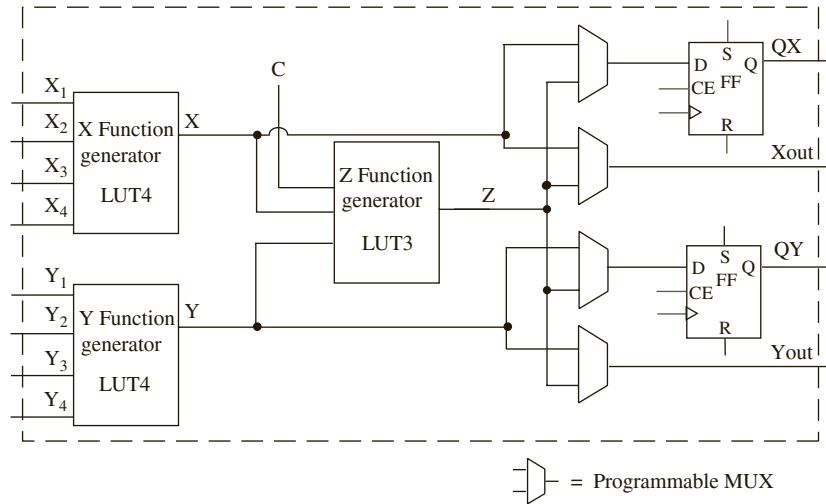 X1
X2
X3
X4
X Function
generator
LUT4
X
C
Z Function
generator
LUT3
Z
D
S
Q
CE
FF
R
QX
Xout
Y1
Y2
Y3
Y4
Y Function
generator
LUT4
Y
D
S
Q
CE
FF
R
QY
Yout
= Programmable MUX